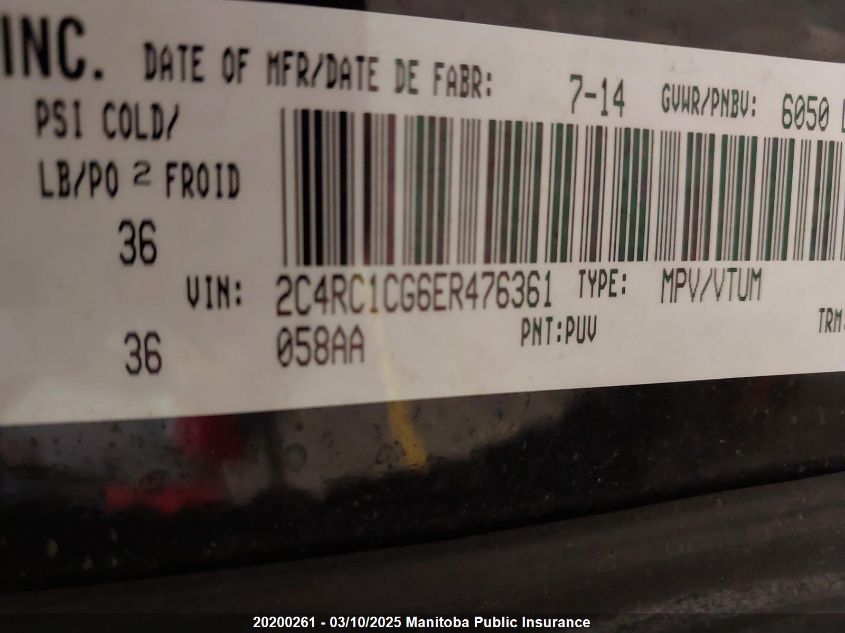 INC. DATE OF MFR/DATE DE FABR: 7-14 GVWR/PNBV: 6050
PSI COLD/
LB/PO 2 FROID
36
VIN: 2C4RC1CG6ER476361 TYPE: MPV/VTUM
36 058AA PNT:PUV TRM:
20200261 - 03/10/2025 Manitoba Public Insurance